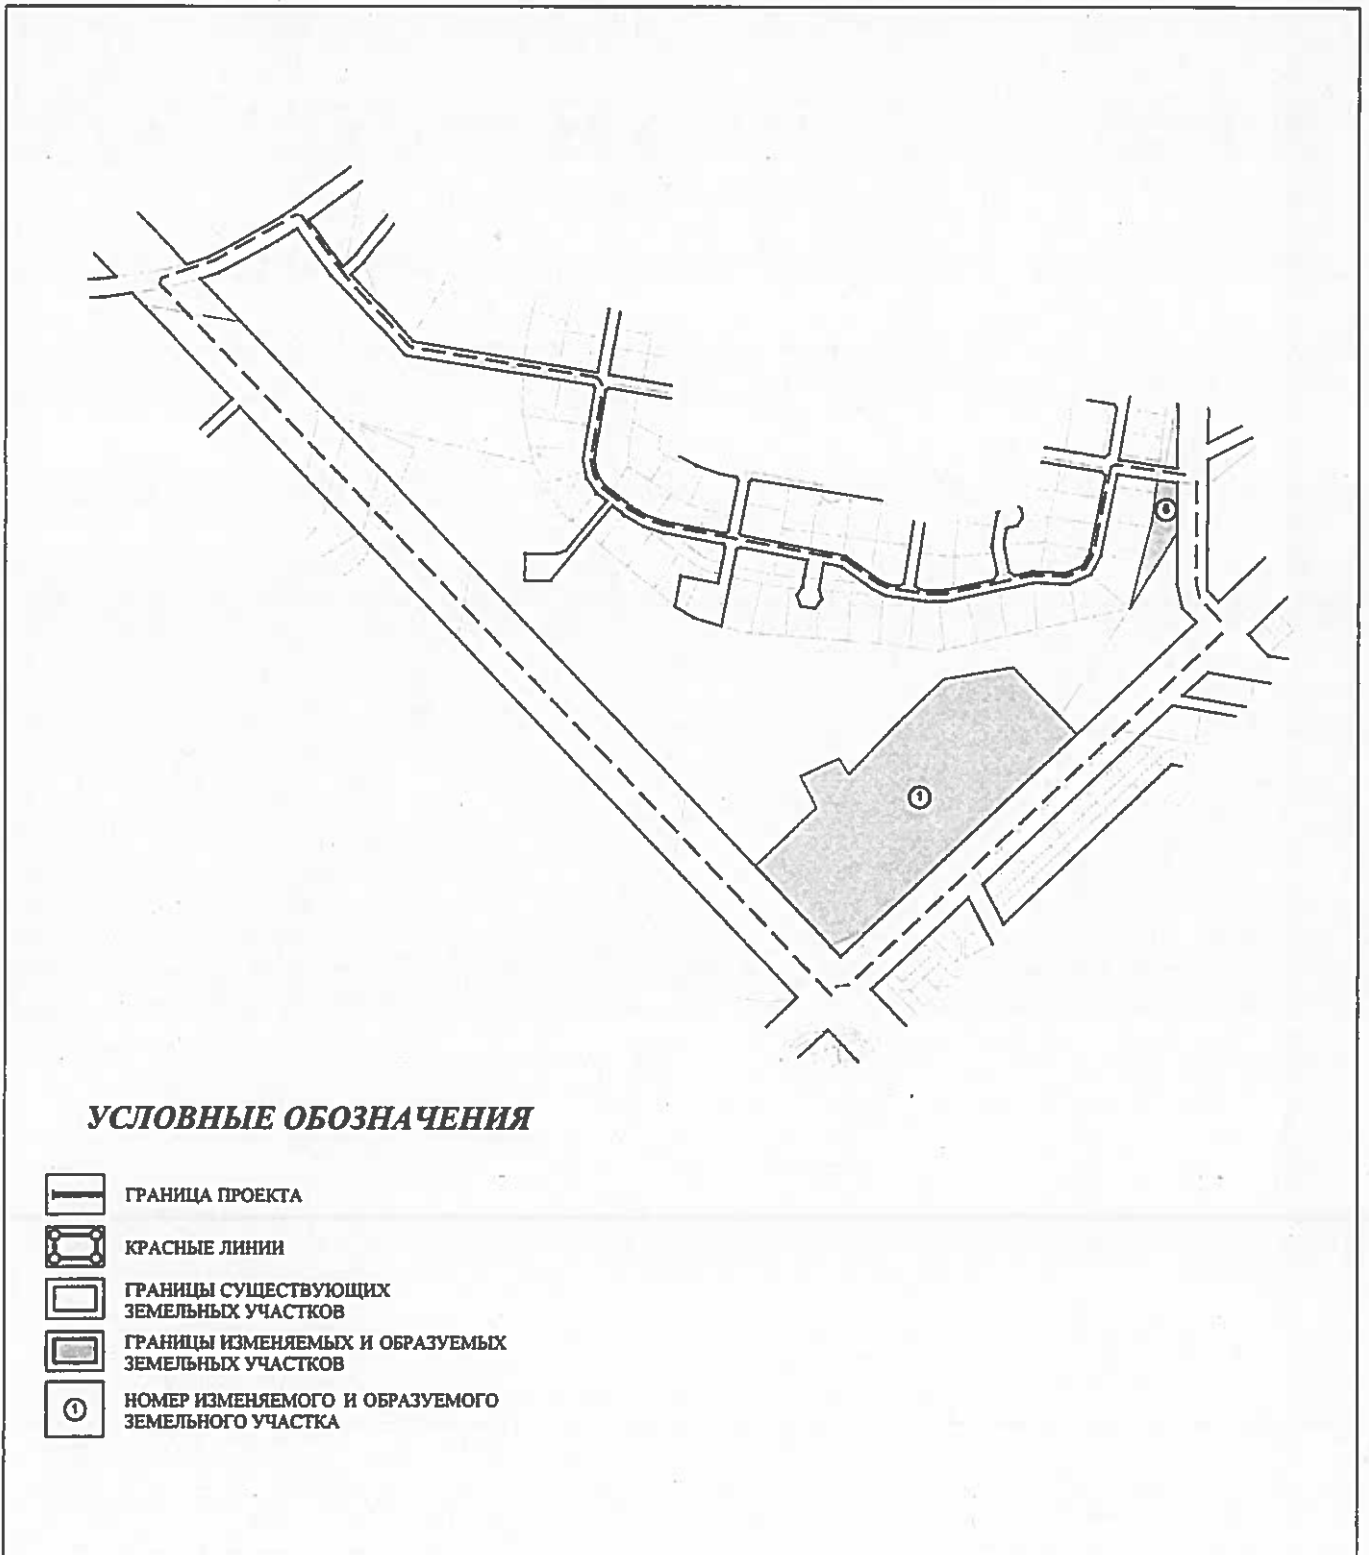 1
УСЛОВНЫЕ ОБОЗНАЧЕНИЯ
ГРАНИЦА ПРОЕКТА
КРАСНЫЕ ЛИНИИ
ГРАНИЦЫ СУЩЕСТВУЮЩИХ
ЗЕМЕЛЬНЫХ УЧАСТКОВ
ГРАНИЦЫ ИЗМЕНЯЕМЫХ И ОБРАЗУЕМЫХ
ЗЕМЕЛЬНЫХ УЧАСТКОВ
1
НОМЕР ИЗМЕНЯЕМОГО И ОБРАЗУЕМОГО
ЗЕМЕЛЬНОГО УЧАСТКА